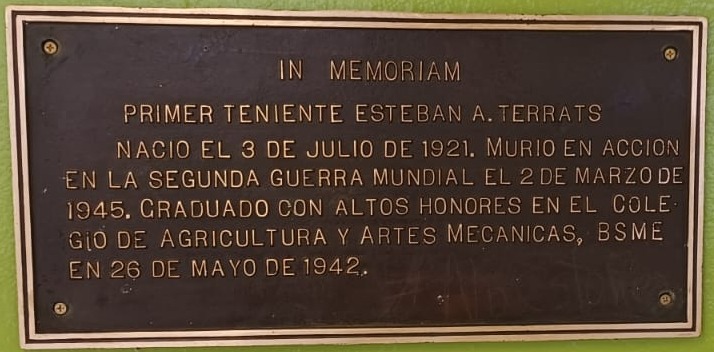 IN MEMORIAM
PRIMER TENIENTE ESTEBAN A. TERRATS
NACIO EL 3 DE JULIO DE 1921. MURIO EN ACCION
EN LA SEGUNDA GUERRA MUNDIAL EL 2 DE MARZO DE
1945. GRADUADO CON ALTOS HONORES EN EL COLE-
GIO DE AGRICULTURA Y ARTES MECANICAS, BSME
EN 26 DE MAYO DE 1942.